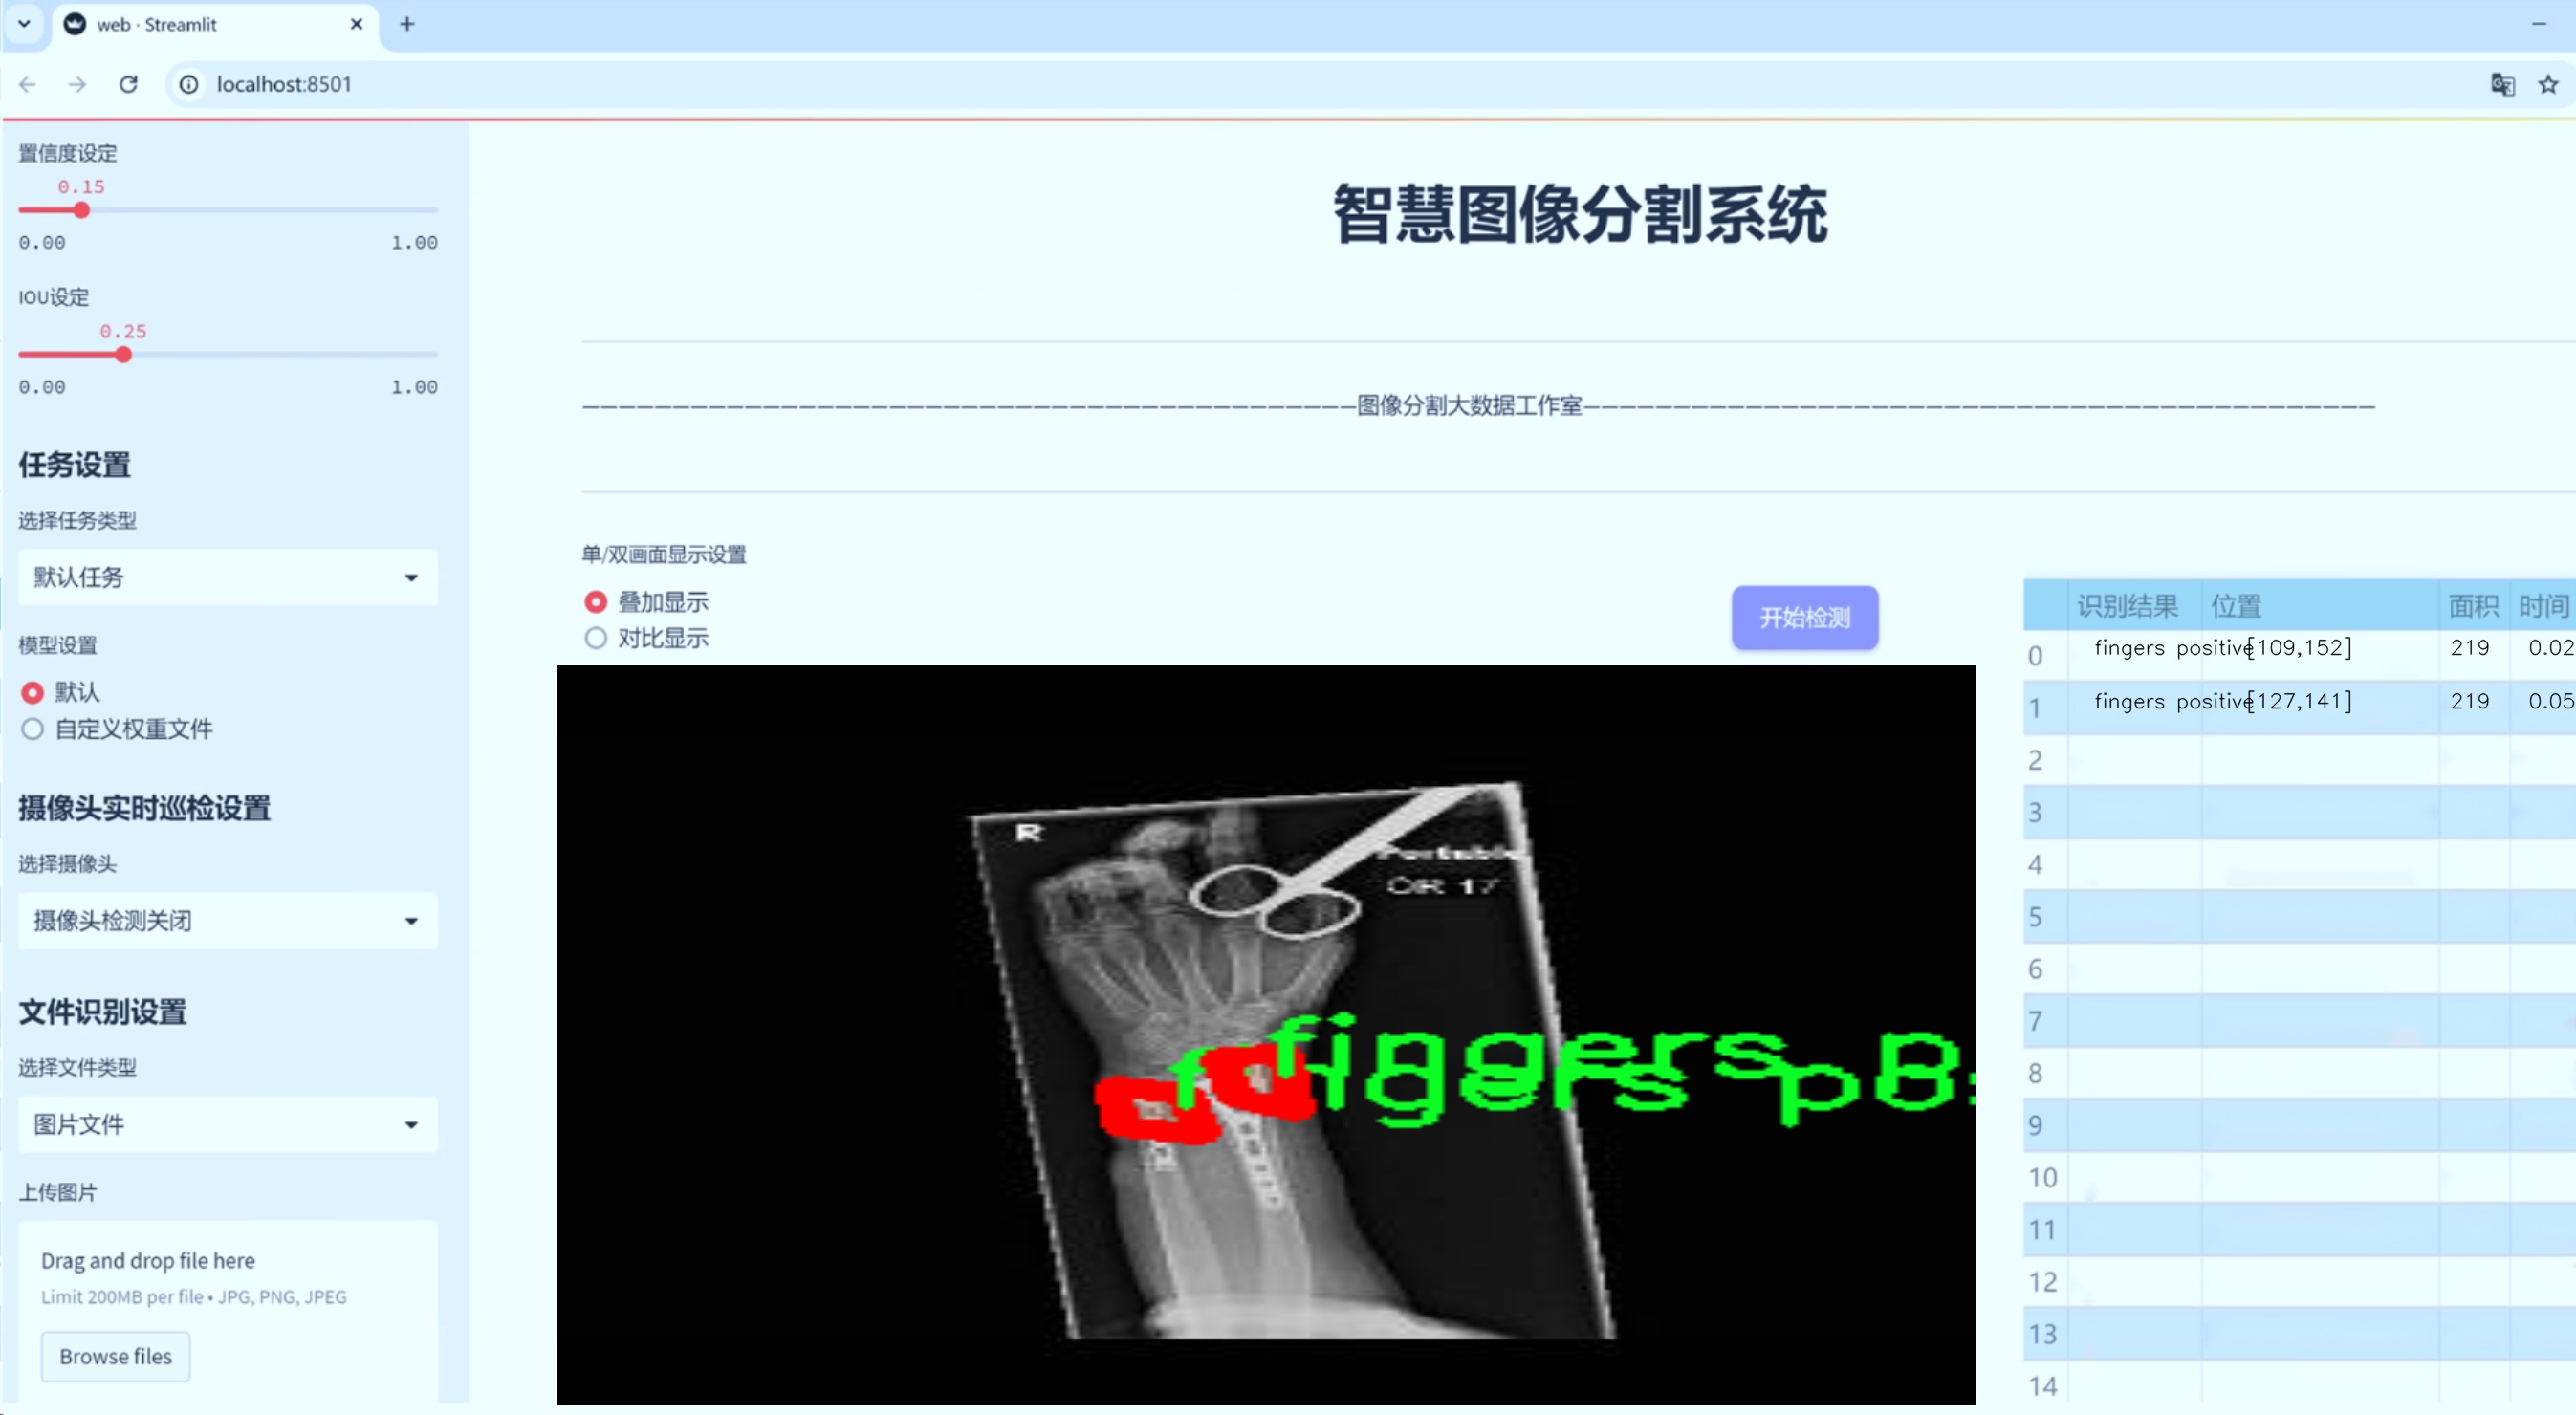 web · Streamlit
localhost:8501
置信度设定
0.15
0.00 1.00
IOU设定
0.25
0.00 1.00
任务设置
选择任务类型
默认任务
模型设置
默认
自定义权重文件
摄像头实时巡检设置
选择摄像头
摄像头检测关闭
文件识别设置
选择文件类型
图片文件
上传图片
Drag and drop file here
Limit 200MB per file • JPG, PNG, JPEG
Browse files
智慧图像分割系统
———————————————————————————————————————————图像分割大数据工作室————————————————————————————————————————————
单/双画面显示设置
叠加显示
对比显示
开始检测
R
Portable
CR 17
fingers p
fingers pos
识别结果 位置 面积 时间
0 fingers positive [109,152] 219 0.02
1 fingers positive [127,141] 219 0.05
2
3
4
5
6
7
8
9
10
11
12
13
14